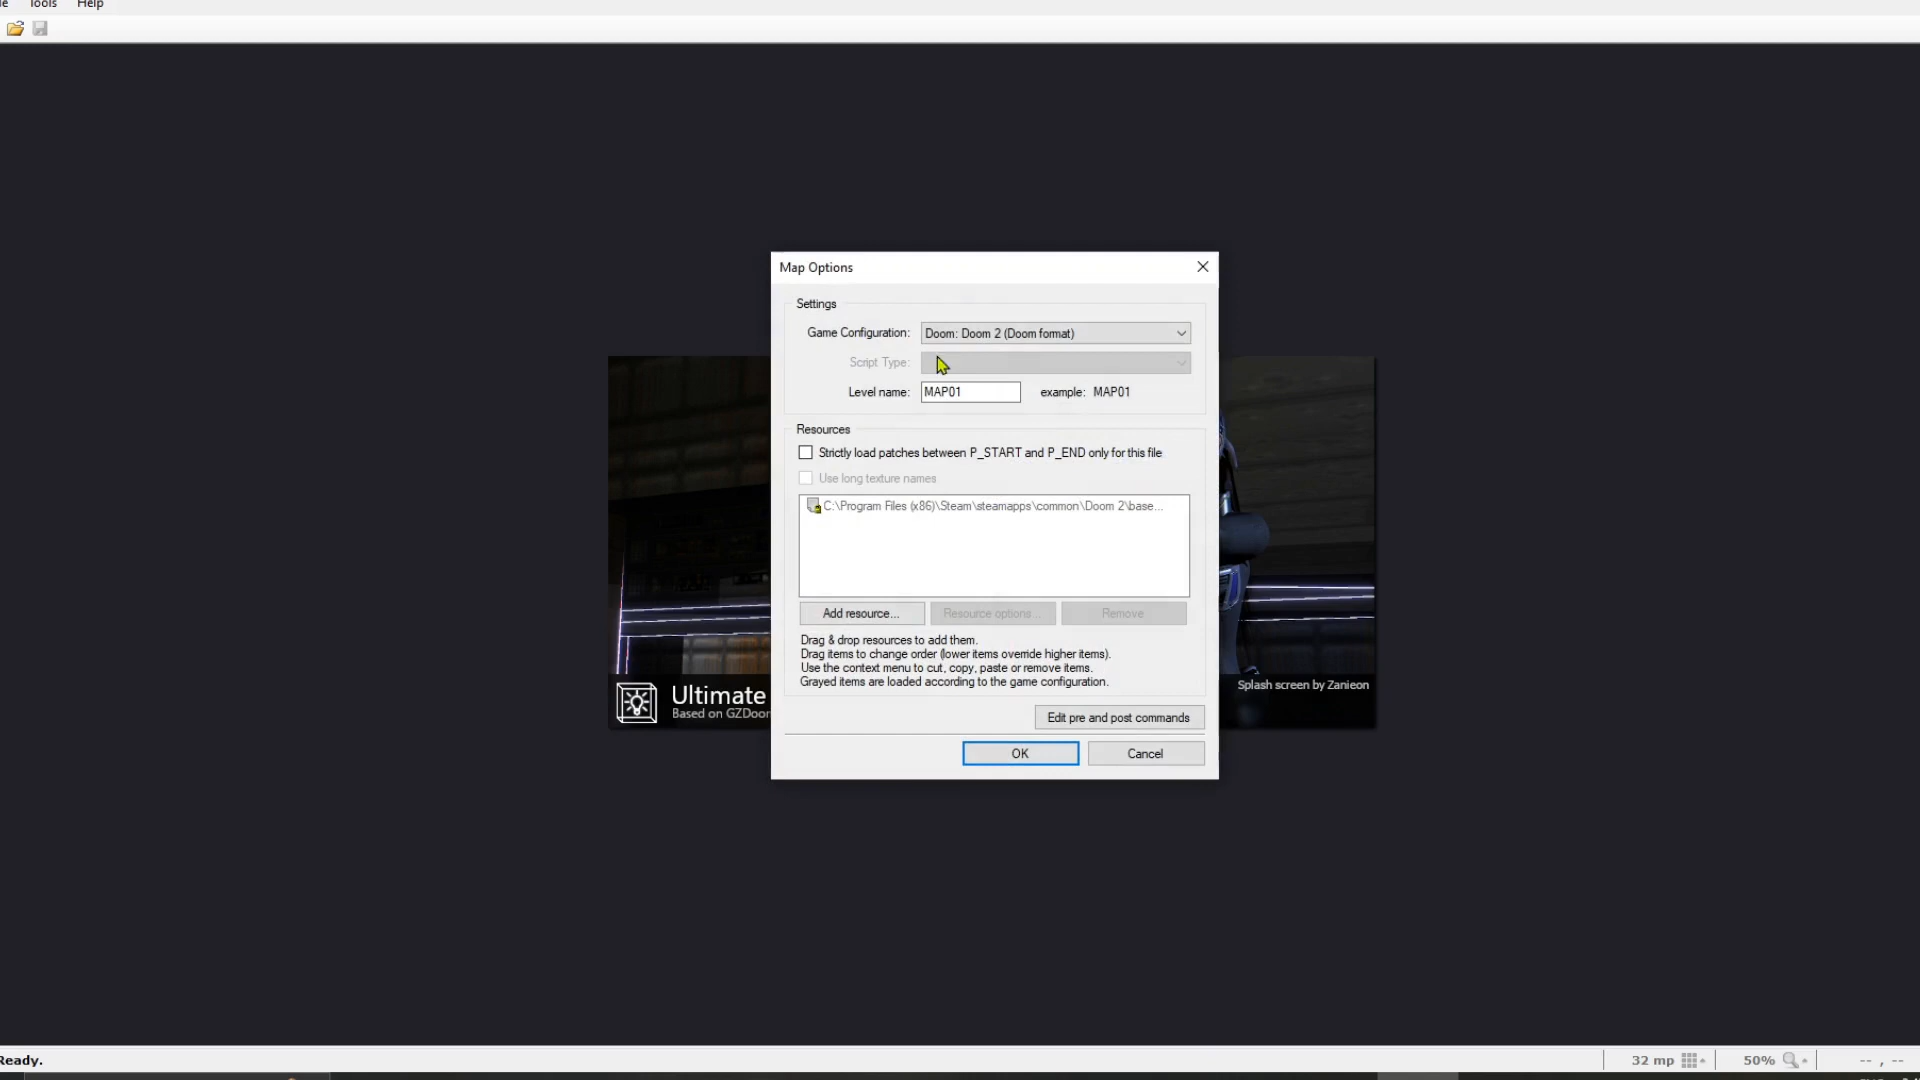 Tools Help
Map Options
Settings
Game Configuration: Doom: Doom 2 (Doom format)
Script Type:
Level name: MAP01 example: MAP01
Resources
Strictly load patches between P_START and P_END only for this file
Use long texture names
C:\Program Files (x86)\Steam\steamapps\common\Doom 2\base...
Add resource... Resource options... Remove
Drag & drop resources to add them.
Drag items to change order (lower items override higher items).
Use the context menu to cut, copy, paste or remove items.
Grayed items are loaded according to the game configuration.
Ultimate
Based on GZDoor
Splash screen by Zanieon
Edit pre and post commands
OK Cancel
Ready.
32 mp 50% -- , --